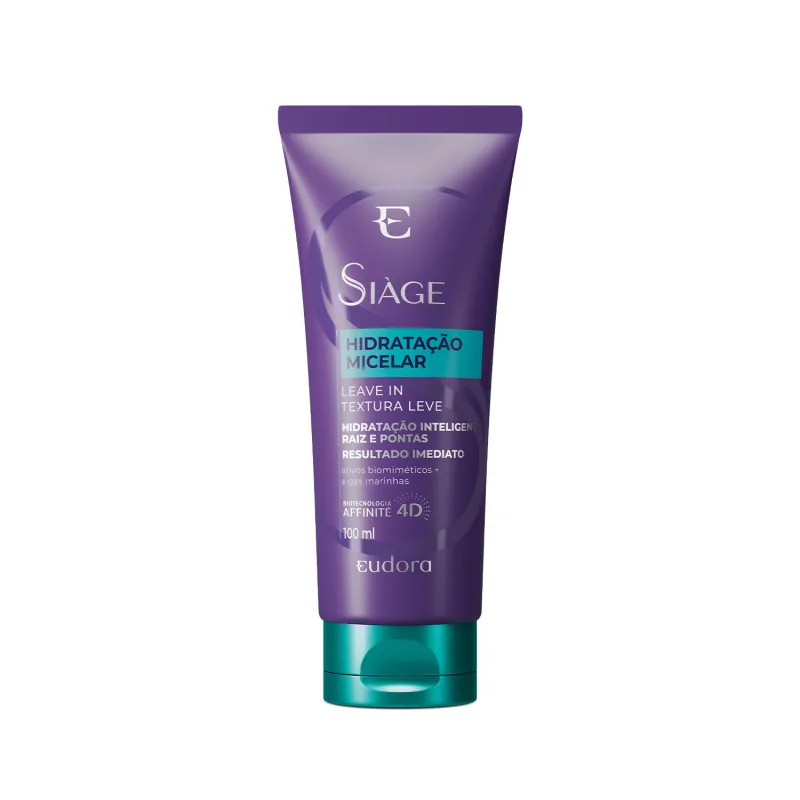 E
SIÀGE
HIDRATAÇÃO
MICELAR
LEAVE IN
TEXTURA LEVE
HIDRATAÇÃO INTELIGEN
RAIZ E PONTAS
RESULTADO IMEDIATO
ativos biomiméticos +
algas marinhas
BIOTECNOLOGIA
AFFINITÉ 4D
100 ml
eudora